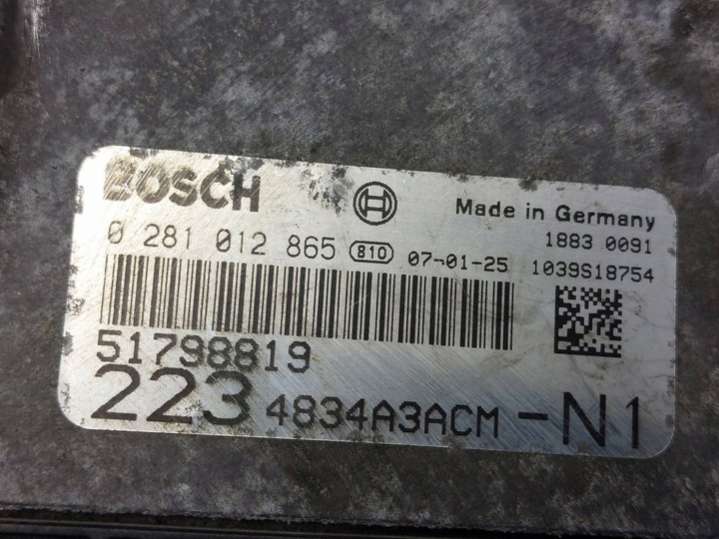 BOSCH
Made in Germany
0 281 012 865 810 07-01-25
1883 0091
1039S18754
51798819
223 4834A3ACM -N1